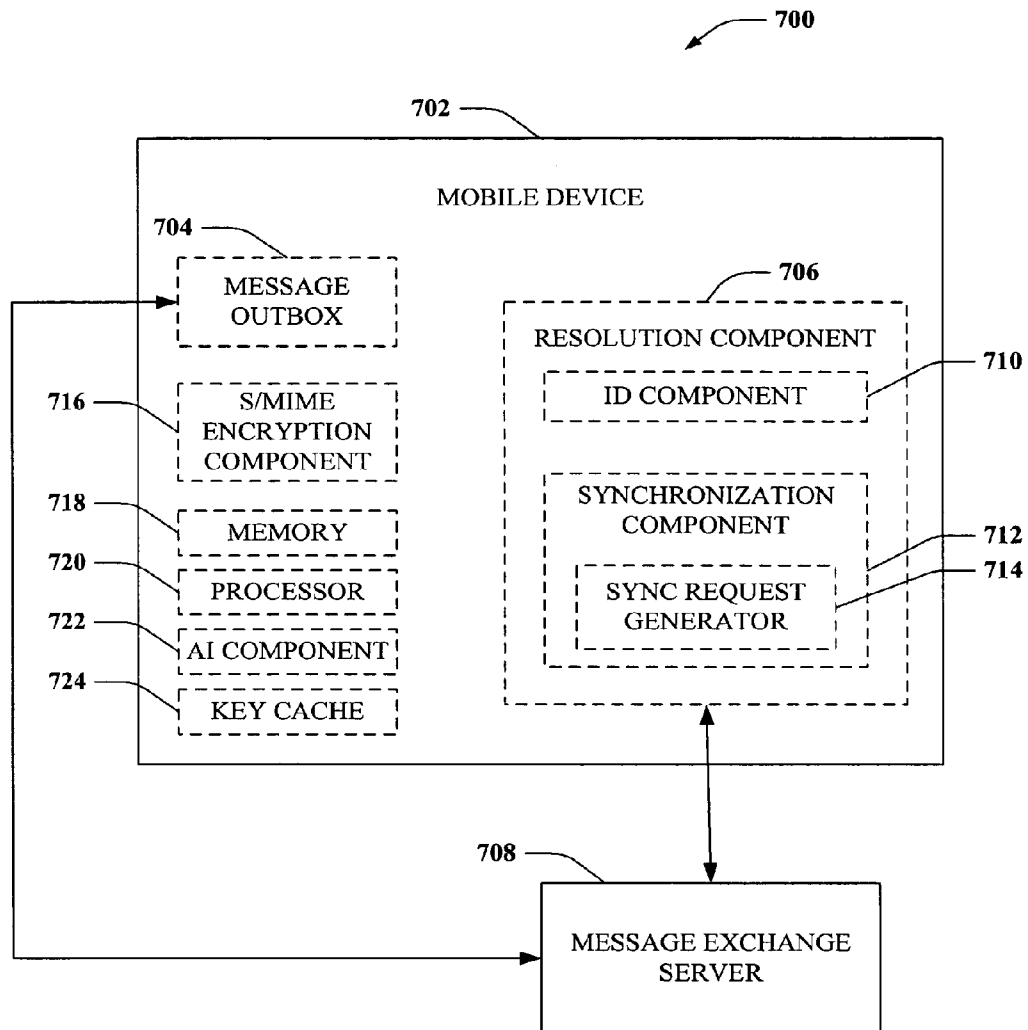 700
702
MOBILE DEVICE
704
MESSAGE
OUTBOX
706
RESOLUTION COMPONENT
710
ID COMPONENT
716
S/MIME
ENCRYPTION
COMPONENT
SYNCHRONIZATION
COMPONENT
712
714
SYNC REQUEST
GENERATOR
718
MEMORY
720
PROCESSOR
722
AI COMPONENT
724
KEY CACHE
708
MESSAGE EXCHANGE
SERVER